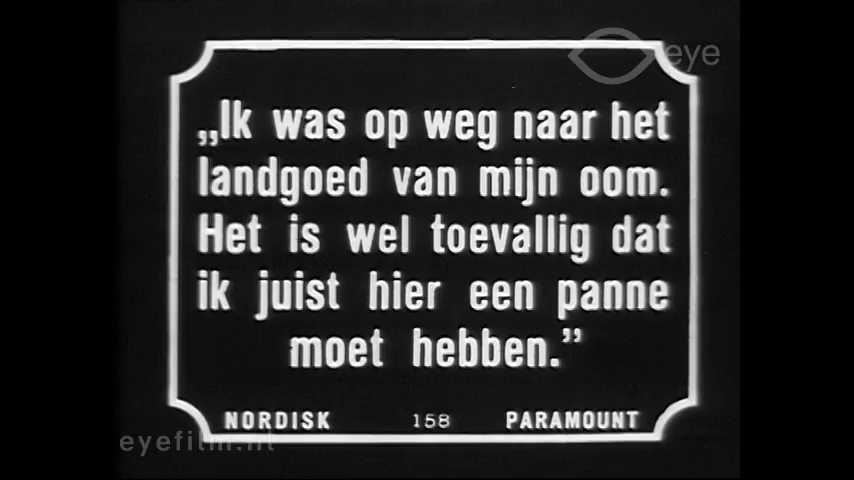 eye
„Ik was op weg naar het
landgoed van mijn oom.
Het is wel toevallig dat
ik juist hier een panne
moet hebben.”
NORDISK 158 PARAMOUNT
eyefilm.nl